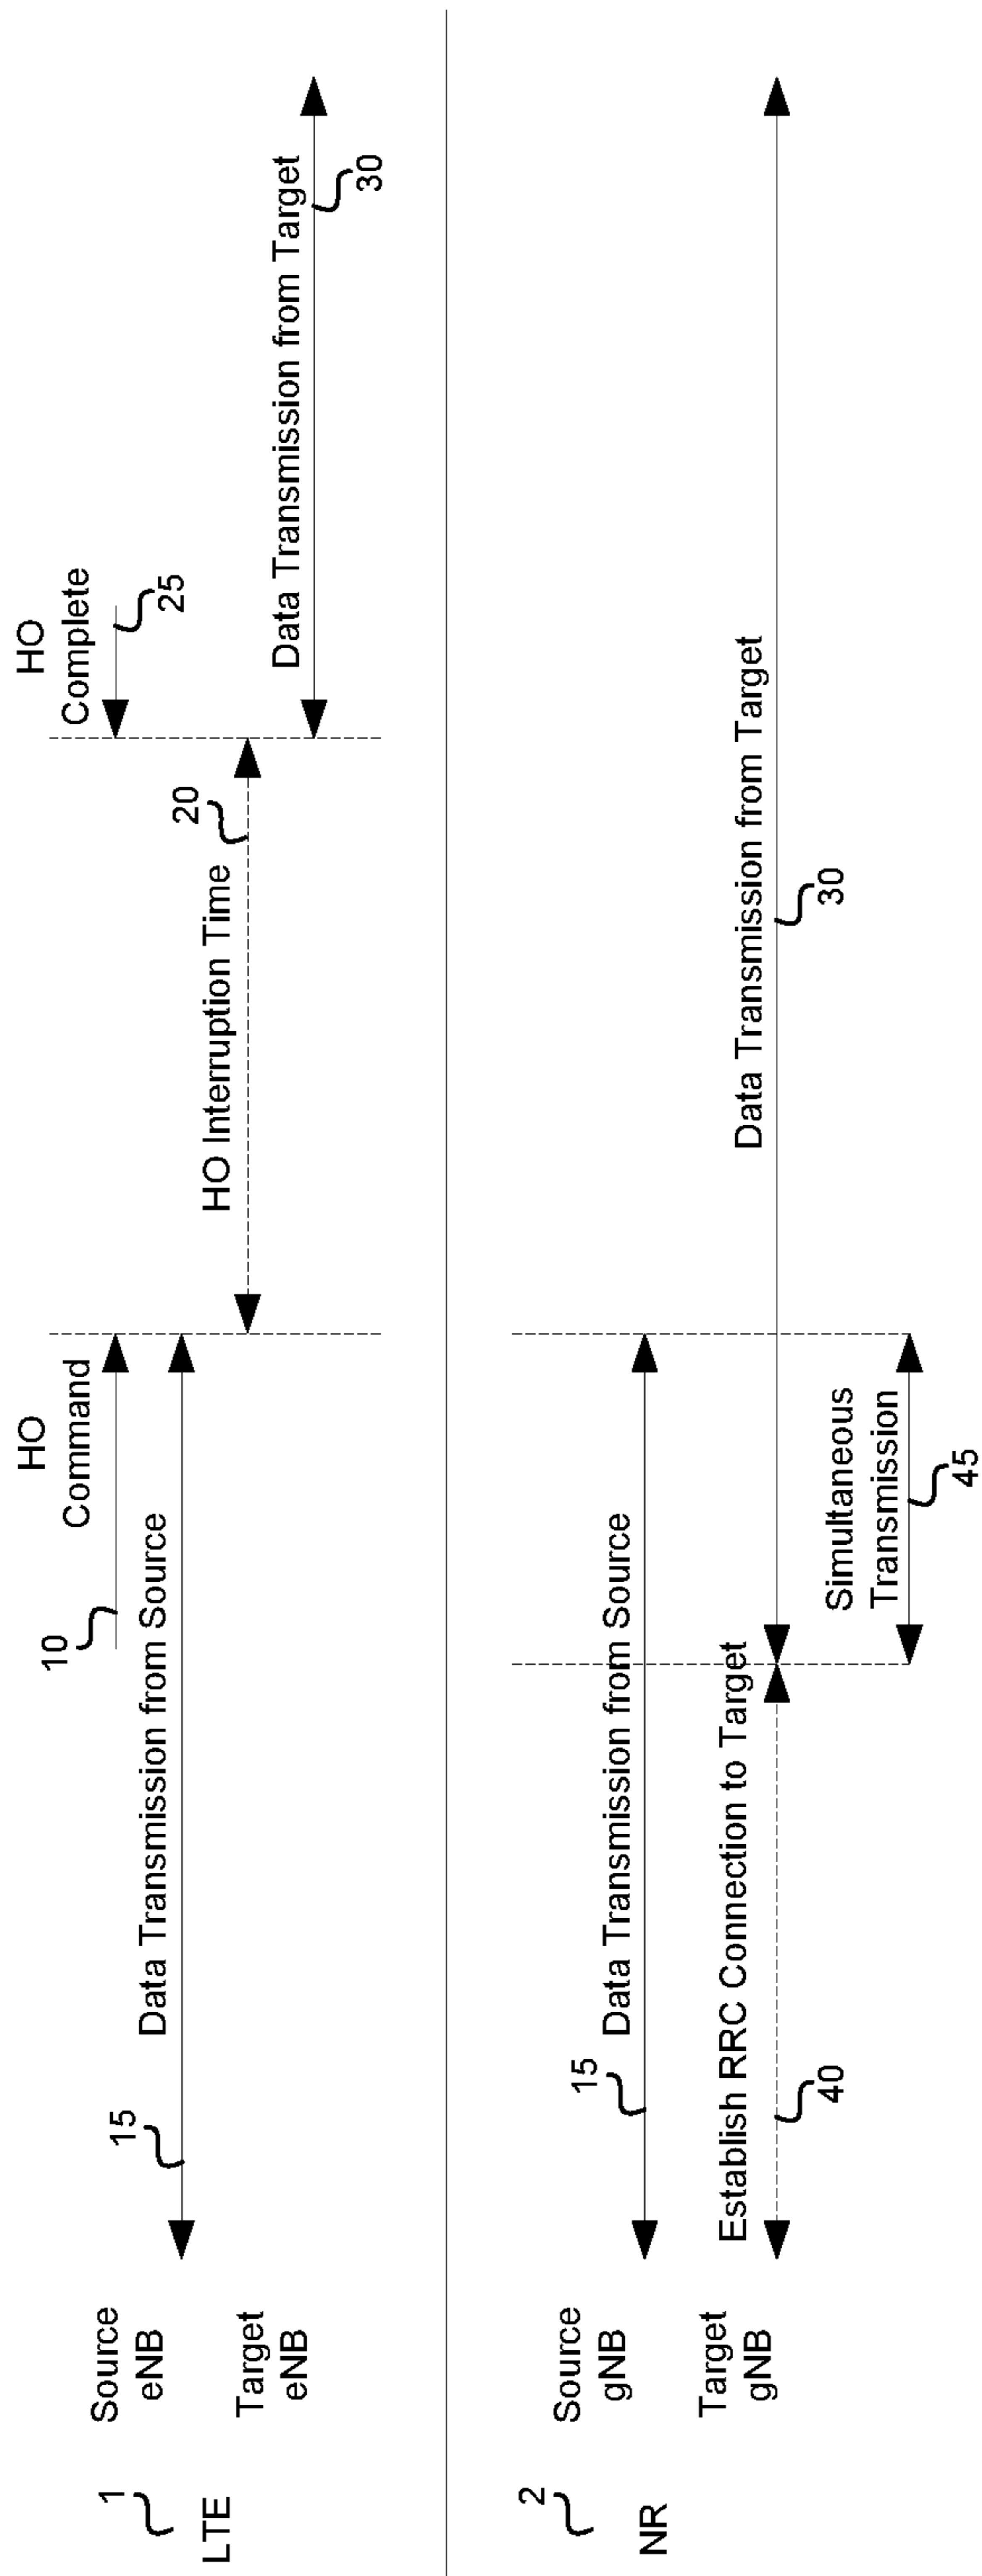 1
LTE
Source
eNB
Target
eNB
15
Data Transmission from Source
10
HO
Command
HO Interruption Time
20
HO
Complete
25
Data Transmission from Target
30
2
NR
Source
gNB
Target
gNB
15
Data Transmission from Source
Establish RRC Connection to Target
40
Simultaneous
Transmission
45
Data Transmission from Target
30